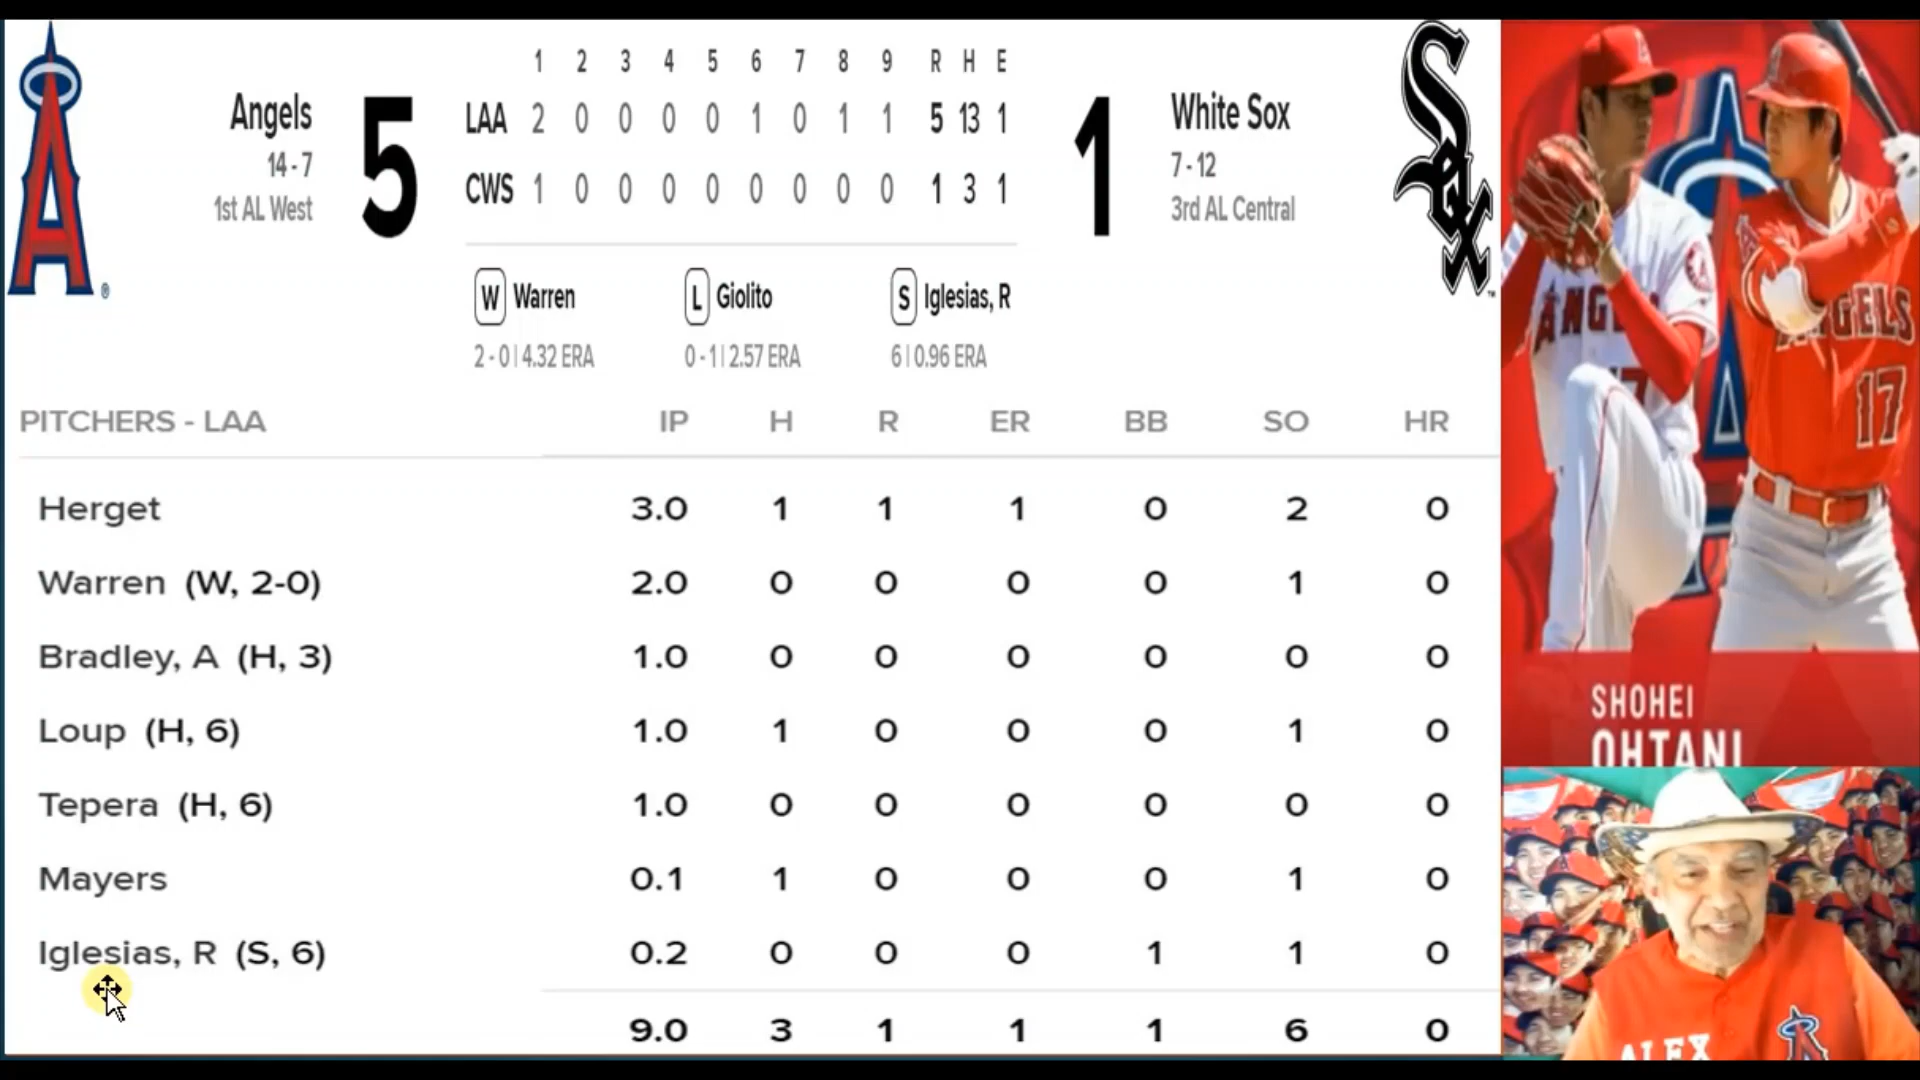 1 2 3 4 5 6 7 8 9 R H E
Angels 5 LAA 2 0 0 0 0 1 0 1 1 5 13 1 1 White Sox
14 - 7 7 - 12
1st AL West CWS 1 0 0 0 0 0 0 0 0 1 3 1 3rd AL Central
Sox
W Warren L Giolito S Iglesias, R
2 - 0 | 4.32 ERA 0 - 1 | 2.57 ERA 6 | 0.96 ERA
PITCHERS - LAA IP H R ER BB SO HR
Herget 3.0 1 1 1 0 2 0
Warren (W, 2-0) 2.0 0 0 0 0 1 0
Bradley, A (H, 3) 1.0 0 0 0 0 0 0
Loup (H, 6) 1.0 1 0 0 0 1 0
Tepera (H, 6) 1.0 0 0 0 0 0 0
Mayers 0.1 1 0 0 0 1 0
Iglesias, R (S, 6) 0.2 0 0 0 1 1 0
9.0 3 1 1 1 6 0
ANGELS
17
SHOHEI
OHTANI
ALEX
A